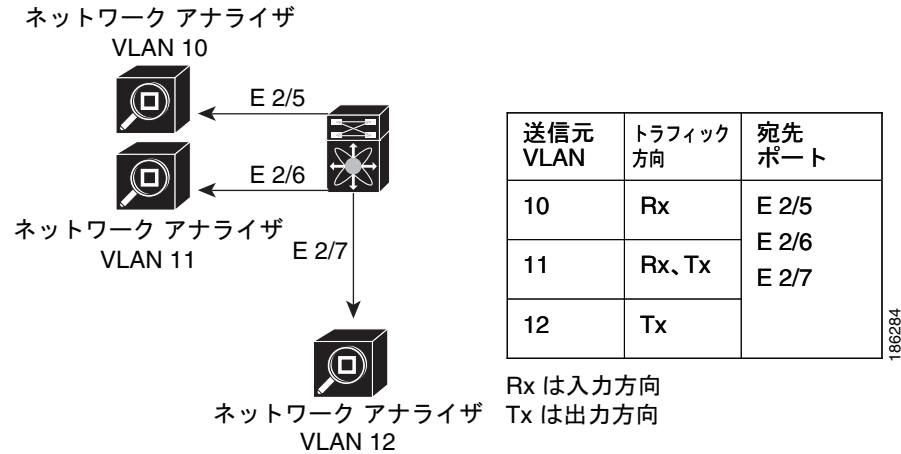 ネットワーク アナライザ
VLAN 10
E 2/5
E 2/6
ネットワーク アナライザ
VLAN 11
E 2/7
ネットワーク アナライザ
VLAN 12
送信元
VLAN
トラフィック
方向
宛先
ポート
10
Rx
E 2/5
E 2/6
E 2/7
11
Rx、Tx
12
Tx
186284
Rx は入力方向
Tx は出力方向